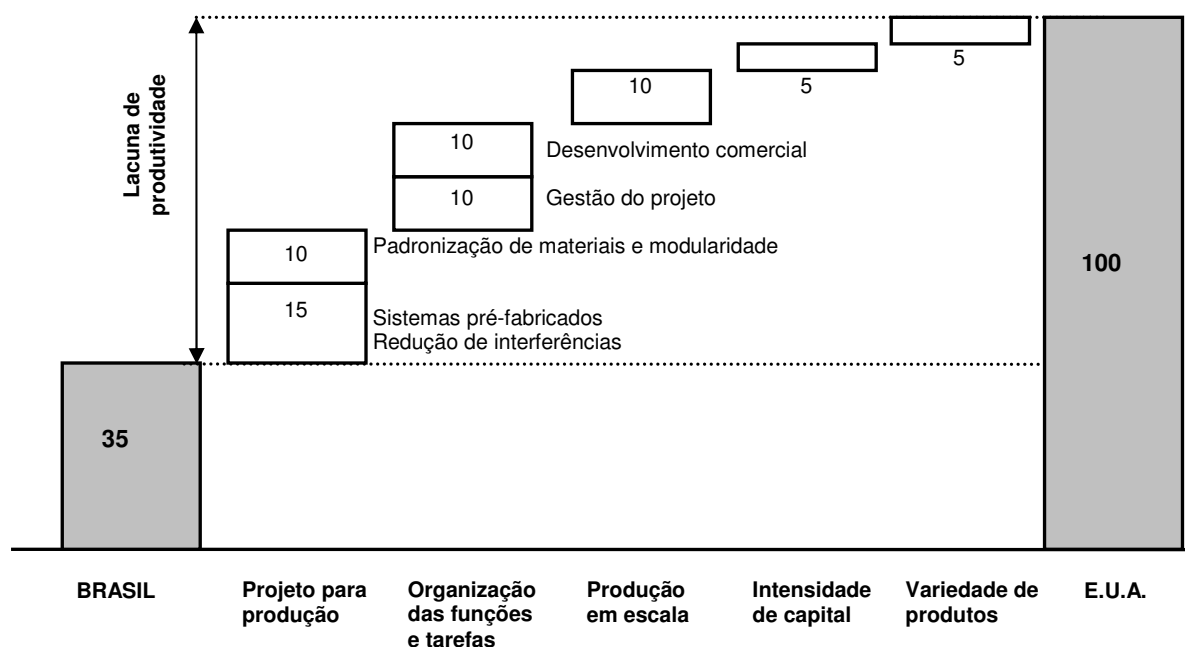 Lacuna de
produtividade
5
5
10
10
Desenvolvimento comercial
10
Gestão do projeto
10
Padronização de materiais e modularidade
15
Sistemas pré-fabricados
Redução de interferências
35
100
BRASIL
Projeto para
produção
Organização
das funções
e tarefas
Produção
em escala
Intensidade
de capital
Variedade de
produtos
E.U.A.